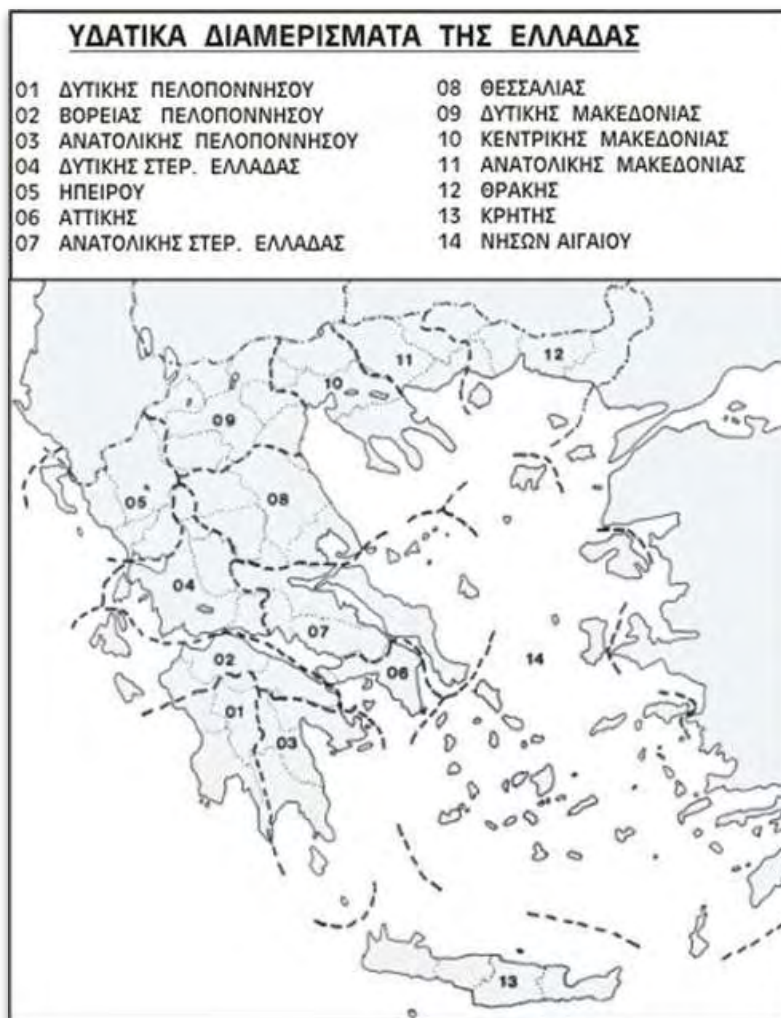 ΥΔΑΤΙΚΑ ΔΙΑΜΕΡΙΣΜΑΤΑ ΤΗΣ ΕΛΛΑΔΑΣ
01 ΔΥΤΙΚΗΣ ΠΕΛΟΠΟΝΝΗΣΟΥ
02 ΒΟΡΕΙΑΣ ΠΕΛΟΠΟΝΝΗΣΟΥ
03 ΑΝΑΤΟΛΙΚΗΣ ΠΕΛΟΠΟΝΝΗΣΟΥ
04 ΔΥΤΙΚΗΣ ΣΤΕΡ. ΕΛΛΑΔΑΣ
05 ΗΠΕΙΡΟΥ
06 ΑΤΤΙΚΗΣ
07 ΑΝΑΤΟΛΙΚΗΣ ΣΤΕΡ. ΕΛΛΑΔΑΣ
08 ΘΕΣΣΑΛΙΑΣ
09 ΔΥΤΙΚΗΣ ΜΑΚΕΔΟΝΙΑΣ
10 ΚΕΝΤΡΙΚΗΣ ΜΑΚΕΔΟΝΙΑΣ
11 ΑΝΑΤΟΛΙΚΗΣ ΜΑΚΕΔΟΝΙΑΣ
12 ΘΡΑΚΗΣ
13 ΚΡΗΤΗΣ
14 ΝΗΣΩΝ ΑΙΓΑΙΟΥ
11
12
10
09
05
08
04
07
02
06
14
01
03
13